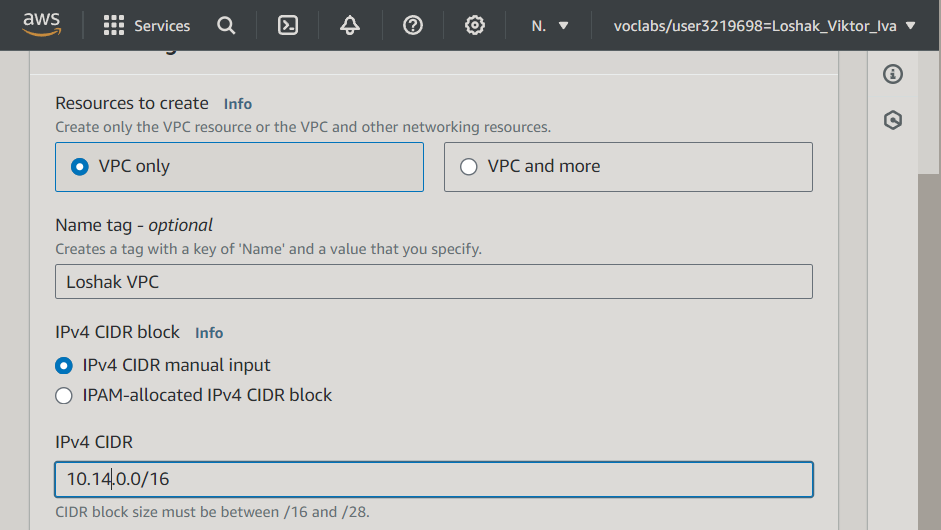 aws
Services
N.
voclabs/user3219698=Loshak_Viktor_Iva
Resources to create Info
Create only the VPC resource or the VPC and other networking resources.
VPC only
VPC and more
Name tag - optional
Creates a tag with a key of 'Name' and a value that you specify.
Loshak VPC
IPv4 CIDR block Info
IPv4 CIDR manual input
IPAM-allocated IPv4 CIDR block
IPv4 CIDR
10.14.0.0/16
CIDR block size must be between /16 and /28.